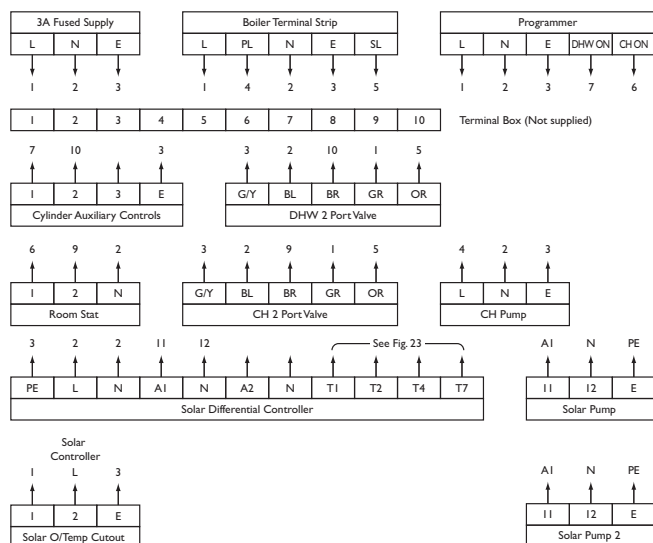 3A Fused Supply
L N E
1 2 3
Boiler Terminal Strip
L PL N E SL
1 4 2 3 5
Programmer
L N E DHW ON CH ON
1 2 3 7 6
1 2 3 4 5 6 7 8 9 10
Terminal Box (Not supplied)
7 10 3
1 2 3 E
Cylinder Auxiliary Controls
3 2 10 1 5
G/Y BL BR GR OR
DHW 2 Port Valve
6 9 2
1 2 N
Room Stat
3 2 9 1 5
G/Y BL BR GR OR
CH 2 Port Valve
4 2 3
L N E
CH Pump
3 2 2 11 12
See Fig. 23
PE L N A1 N A2 N T1 T2 T4 T7
Solar Differential Controller
A1 N PE
11 12 E
Solar Pump
Solar
Controller
1 L 3
1 2 E
Solar O/Temp Cutout
A1 N PE
11 12 E
Solar Pump 2